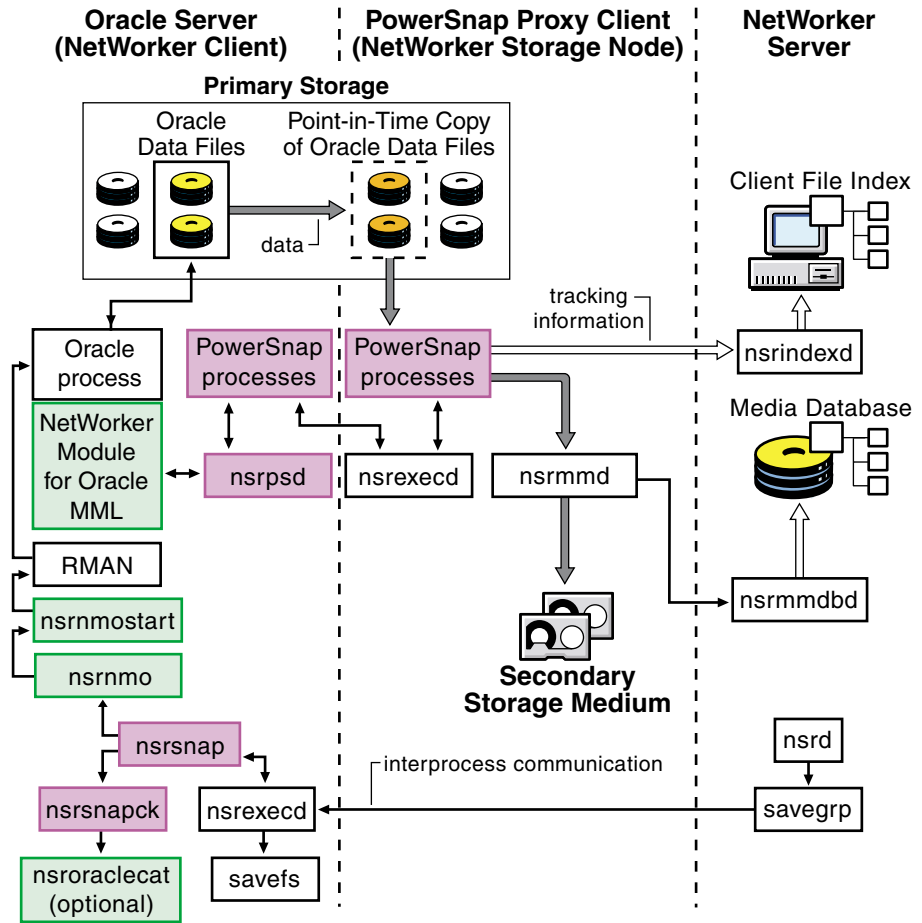 Oracle Server
(NetWorker Client)
PowerSnap Proxy Client
(NetWorker Storage Node)
NetWorker
Server
Primary Storage
Oracle
Data Files
Point-in-Time Copy
of Oracle Data Files
data
Client File Index
tracking
information
Oracle
process
PowerSnap
processes
PowerSnap
processes
nsrindexd
Media Database
NetWorker
Module
for Oracle
MML
nsrpsd
nsrexecd
nsrmmd
RMAN
nsrmmdbd
nsrnmostart
nsrnmo
Secondary
Storage Medium
nsrsnap
nsrd
interprocess communication
nsrsnapck
nsrexecd
savegrp
nsroraclecat
(optional)
savefs